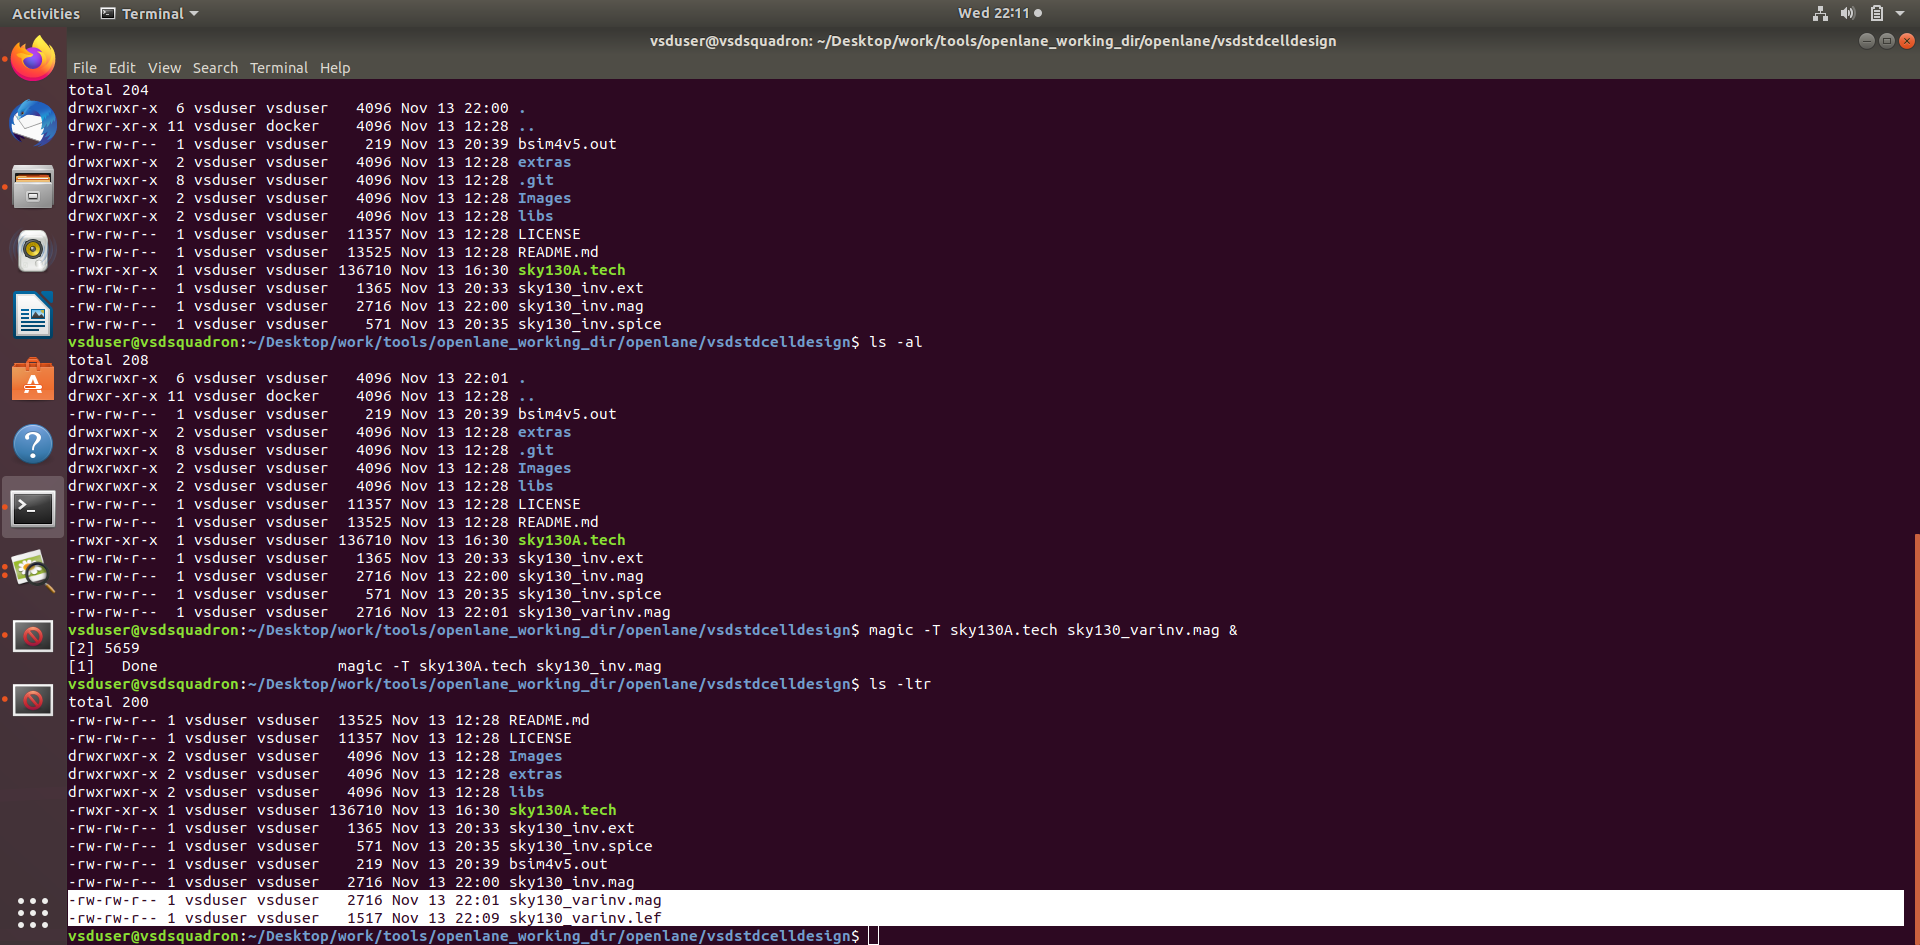 Activities Terminal Wed 22:11
vsduser@vsdsquadron: ~/Desktop/work/tools/openlane_working_dir/openlane/vsdstdcelldesign
File Edit View Search Terminal Help
total 204
drwxrwxr-x  6 vsduser vsduser   4096 Nov 13 22:00 .
drwxr-xr-x 11 vsduser docker    4096 Nov 13 12:28 ..
-rw-rw-r--  1 vsduser vsduser    219 Nov 13 20:39 bsim4v5.out
drwxrwxr-x  2 vsduser vsduser   4096 Nov 13 12:28 extras
drwxrwxr-x  8 vsduser vsduser   4096 Nov 13 12:28 .git
drwxrwxr-x  2 vsduser vsduser   4096 Nov 13 12:28 Images
drwxrwxr-x  2 vsduser vsduser   4096 Nov 13 12:28 libs
-rw-rw-r--  1 vsduser vsduser  11357 Nov 13 12:28 LICENSE
-rw-rw-r--  1 vsduser vsduser  13525 Nov 13 12:28 README.md
-rwxr-xr-x  1 vsduser vsduser 136710 Nov 13 16:30 sky130A.tech
-rw-rw-r--  1 vsduser vsduser   1365 Nov 13 20:33 sky130_inv.ext
-rw-rw-r--  1 vsduser vsduser   2716 Nov 13 22:00 sky130_inv.mag
-rw-rw-r--  1 vsduser vsduser    571 Nov 13 20:35 sky130_inv.spice
vsduser@vsdsquadron:~/Desktop/work/tools/openlane_working_dir/openlane/vsdstdcelldesign$ ls -al
total 208
drwxrwxr-x  6 vsduser vsduser   4096 Nov 13 22:01 .
drwxr-xr-x 11 vsduser docker    4096 Nov 13 12:28 ..
-rw-rw-r--  1 vsduser vsduser    219 Nov 13 20:39 bsim4v5.out
drwxrwxr-x  2 vsduser vsduser   4096 Nov 13 12:28 extras
drwxrwxr-x  8 vsduser vsduser   4096 Nov 13 12:28 .git
drwxrwxr-x  2 vsduser vsduser   4096 Nov 13 12:28 Images
drwxrwxr-x  2 vsduser vsduser   4096 Nov 13 12:28 libs
-rw-rw-r--  1 vsduser vsduser  11357 Nov 13 12:28 LICENSE
-rw-rw-r--  1 vsduser vsduser  13525 Nov 13 12:28 README.md
-rwxr-xr-x  1 vsduser vsduser 136710 Nov 13 16:30 sky130A.tech
-rw-rw-r--  1 vsduser vsduser   1365 Nov 13 20:33 sky130_inv.ext
-rw-rw-r--  1 vsduser vsduser   2716 Nov 13 22:00 sky130_inv.mag
-rw-rw-r--  1 vsduser vsduser    571 Nov 13 20:35 sky130_inv.spice
-rw-rw-r--  1 vsduser vsduser   2716 Nov 13 22:01 sky130_varinv.mag
vsduser@vsdsquadron:~/Desktop/work/tools/openlane_working_dir/openlane/vsdstdcelldesign$ magic -T sky130A.tech sky130_varinv.mag &
[2] 5659
[1]   Done                    magic -T sky130A.tech sky130_inv.mag
vsduser@vsdsquadron:~/Desktop/work/tools/openlane_working_dir/openlane/vsdstdcelldesign$ ls -ltr
total 200
-rw-rw-r-- 1 vsduser vsduser  13525 Nov 13 12:28 README.md
-rw-rw-r-- 1 vsduser vsduser  11357 Nov 13 12:28 LICENSE
drwxrwxr-x 2 vsduser vsduser   4096 Nov 13 12:28 Images
drwxrwxr-x 2 vsduser vsduser   4096 Nov 13 12:28 extras
drwxrwxr-x 2 vsduser vsduser   4096 Nov 13 12:28 libs
-rwxr-xr-x 1 vsduser vsduser 136710 Nov 13 16:30 sky130A.tech
-rw-rw-r-- 1 vsduser vsduser   1365 Nov 13 20:33 sky130_inv.ext
-rw-rw-r-- 1 vsduser vsduser    571 Nov 13 20:35 sky130_inv.spice
-rw-rw-r-- 1 vsduser vsduser    219 Nov 13 20:39 bsim4v5.out
-rw-rw-r-- 1 vsduser vsduser   2716 Nov 13 22:00 sky130_inv.mag
-rw-rw-r-- 1 vsduser vsduser   2716 Nov 13 22:01 sky130_varinv.mag
-rw-rw-r-- 1 vsduser vsduser   1517 Nov 13 22:09 sky130_varinv.lef
vsduser@vsdsquadron:~/Desktop/work/tools/openlane_working_dir/openlane/vsdstdcelldesign$